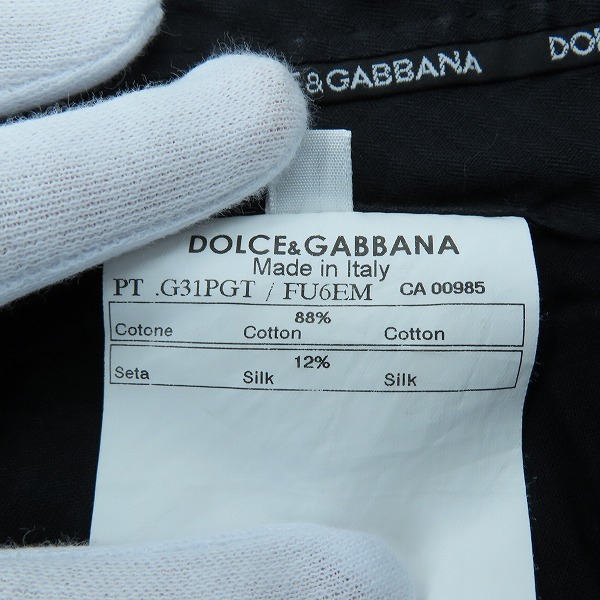 &GABBANA DO
DOLCE&GABBANA
Made in Italy
PT .G31PGT / FU6EM CA 00985
88%
Cotone Cotton Cotton
12%
Seta Silk Silk